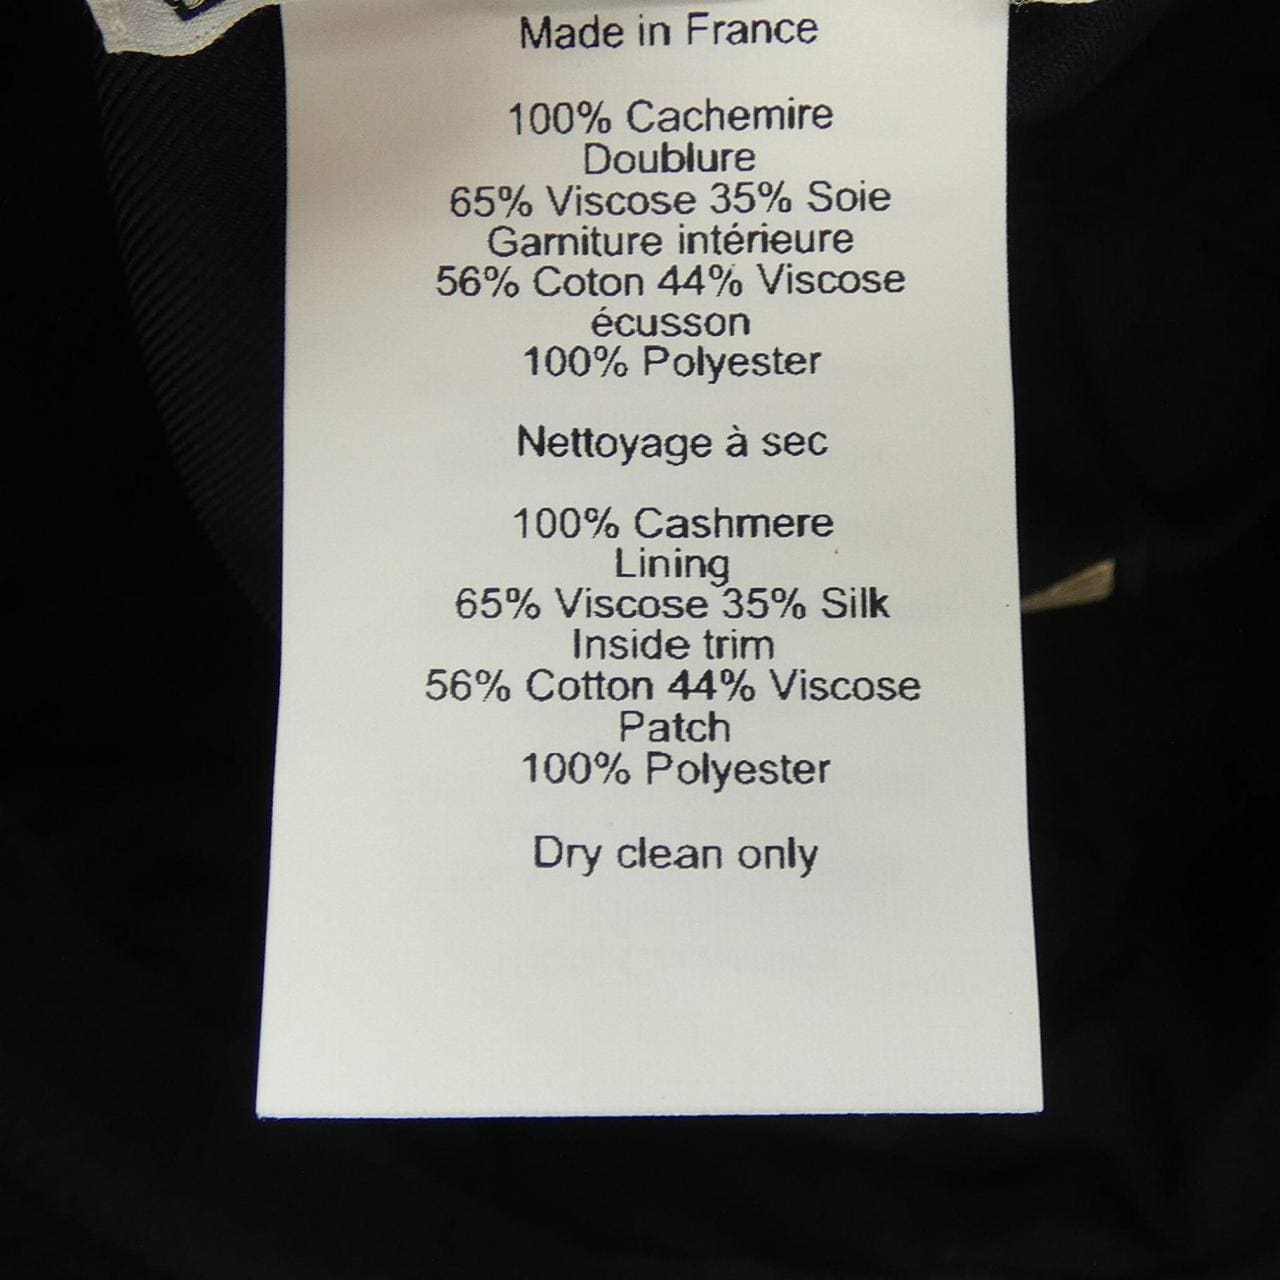 Made in France
100% Cachemire
Doublure
65% Viscose 35% Soie
Garniture intérieure
56% Coton 44% Viscose
écusson
100% Polyester
Nettoyage à sec
100% Cashmere
Lining
65% Viscose 35% Silk
Inside trim
56% Cotton 44% Viscose
Patch
100% Polyester
Dry clean only